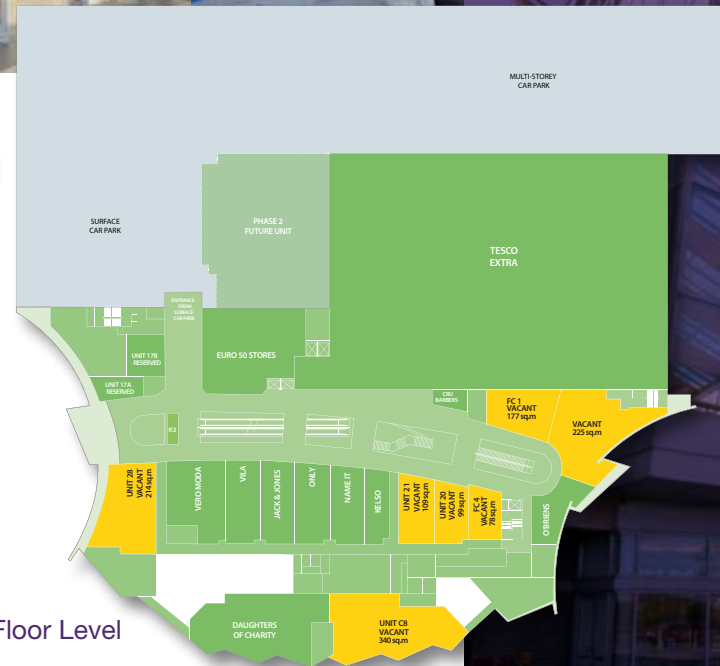 MULTI-STOREY
CAR PARK
SURFACE
CAR PARK
PHASE 2
FUTURE UNIT
TESCO
EXTRA
ENTRANCE
FROM
SURFACE
CAR PARK
UNIT 17B
RESERVED
EURO 50 STORES
UNIT 17A
RESERVED
CRU
BARBERS
FC 1
VACANT
177 sq.m
VACANT
225 sq.m
K3
UNIT 28
VACANT
214 sq.m
VERO MODA
VILA
JACK & JONES
ONLY
NAME IT
KELSO
UNIT 21
VACANT
109 sq.m
UNIT 20
VACANT
99 sq.m
FC 4
VACANT
78 sq.m
O'BRIENS
DAUGHTERS
OF CHARITY
UNIT C8
VACANT
340 sq.m
Floor Level